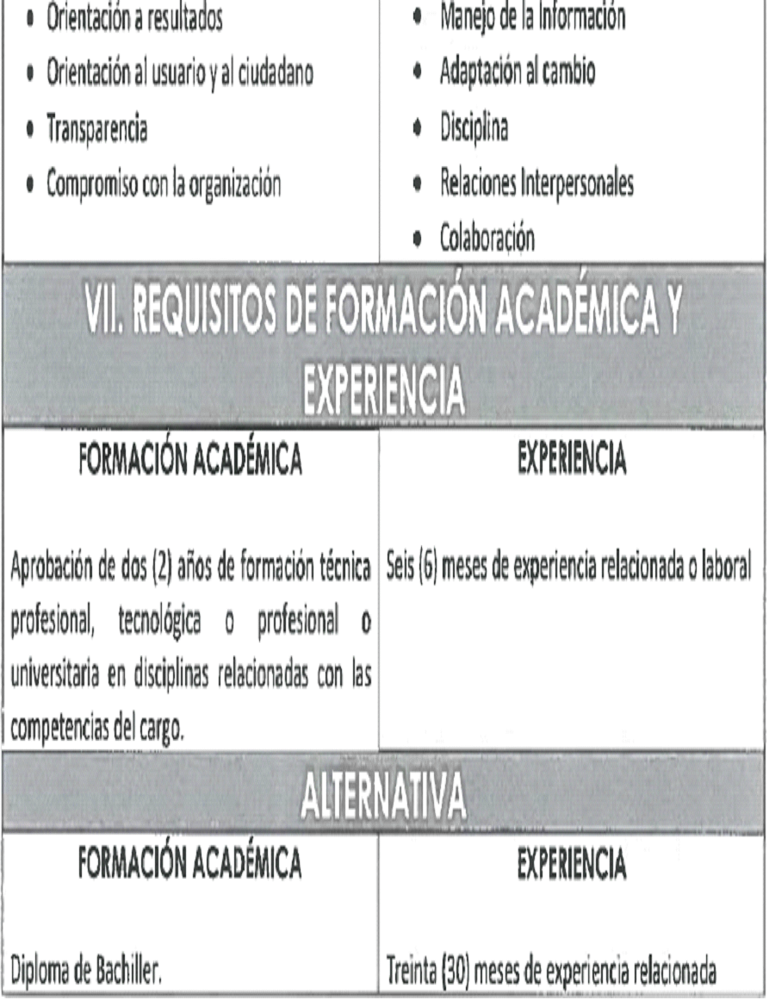 • Orientación a resultados
• Orientación al usuario y al ciudadano
• Transparencia
• Compromiso con la organización
• Manejo de la Información
• Adaptación al cambio
• Disciplina
• Relaciones Interpersonales
• Colaboración
VII. REQUISITOS DE FORMACIÓN ACADÉMICA Y
EXPERIENCIA
FORMACIÓN ACADÉMICA
Aprobación de dos (2) años de formación técnica
profesional, tecnológica o profesional o
universitaria en disciplinas relacionadas con las
competencias del cargo.
EXPERIENCIA
Seis (6) meses de experiencia relacionada o laboral
ALTERNATIVA
FORMACIÓN ACADÉMICA
Diploma de Bachiller.
EXPERIENCIA
Treinta (30) meses de experiencia relacionada